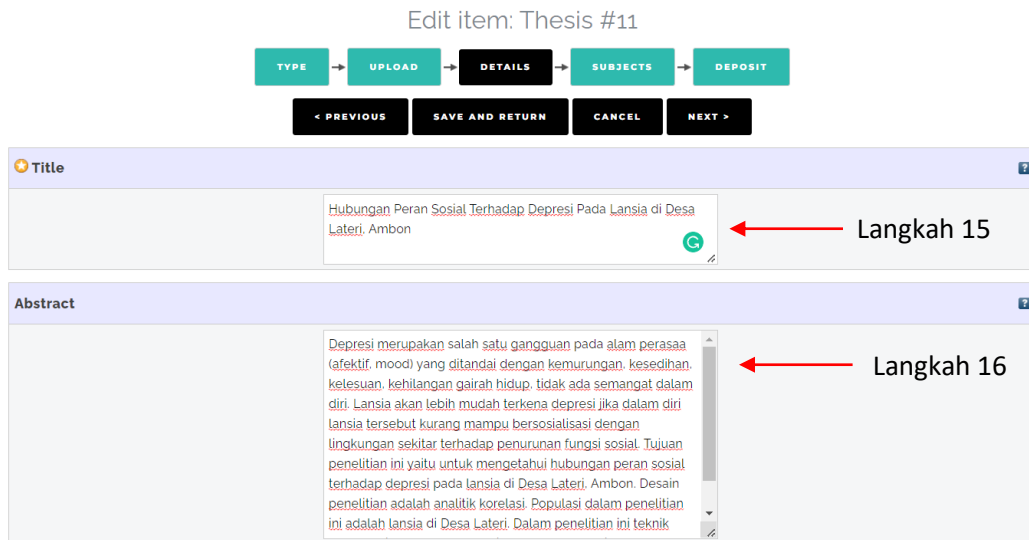 Edit item: Thesis #11
TYPE UPLOAD DETAILS SUBJECTS DEPOSIT
< PREVIOUS SAVE AND RETURN CANCEL NEXT >
Title ?
Hubungan Peran Sosial Terhadap Depresi Pada Lansia di Desa
Lateri, Ambon
Langkah 15
Abstract ?
Depresi merupakan salah satu gangguan pada alam perasaa
(afektif, mood) yang ditandai dengan kemurungan, kesedihan,
kelesuan, kehilangan gairah hidup, tidak ada semangat dalam
diri. Lansia akan lebih mudah terkena depresi jika dalam diri
lansia tersebut kurang mampu bersosialisasi dengan
lingkungan sekitar terhadap penurunan fungsi sosial. Tujuan
penelitian ini yaitu untuk mengetahui hubungan peran sosial
terhadap depresi pada lansia di Desa Lateri, Ambon. Desain
penelitian adalah analitik korelasi. Populasi dalam penelitian
ini adalah lansia di Desa Lateri. Dalam penelitian ini teknik
Langkah 16